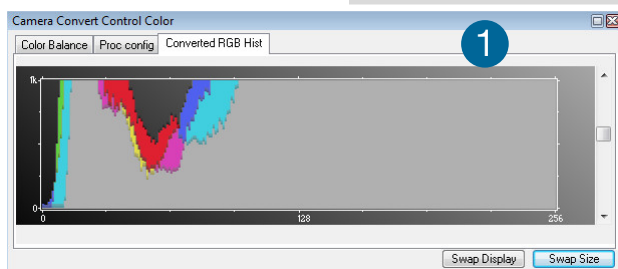 Camera Convert Control Color
Color Balance Proc config Converted RGB Hist
1
1k
0
0 128 256
Swap Display Swap Size